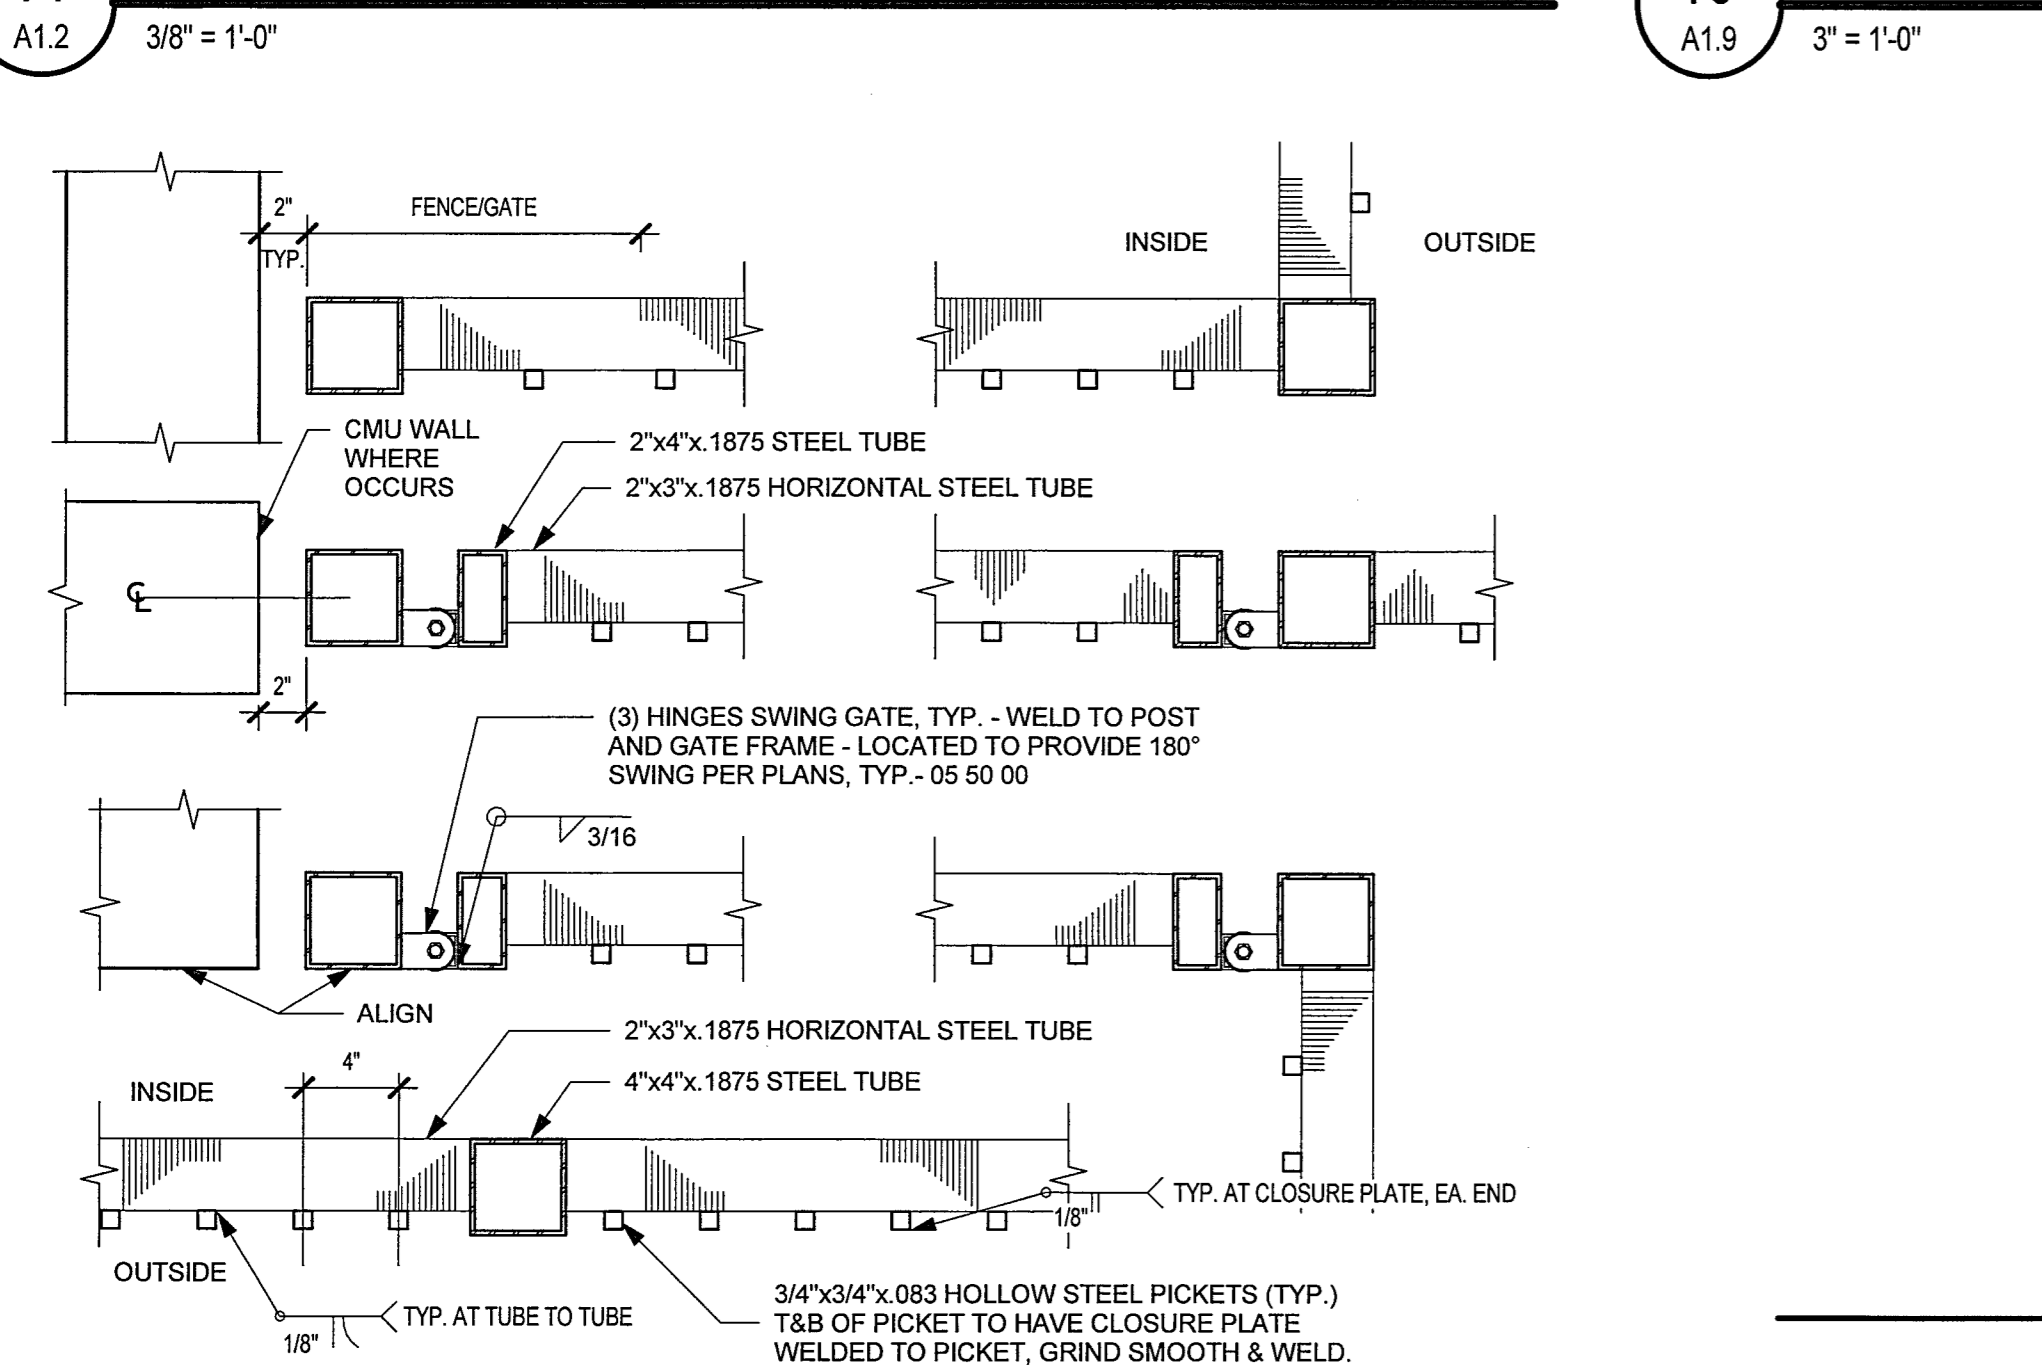 A1.2
3/8" = 1'-0"
A1.9
3" = 1'-0"
2"
TYP.
FENCE/GATE
INSIDE
OUTSIDE
CMU WALL
WHERE
OCCURS
2"x4"x.1875 STEEL TUBE
2"x3"x.1875 HORIZONTAL STEEL TUBE
CL
2"
(3) HINGES SWING GATE, TYP. - WELD TO POST
AND GATE FRAME - LOCATED TO PROVIDE 180°
SWING PER PLANS, TYP.- 05 50 00
3/16
ALIGN
2"x3"x.1875 HORIZONTAL STEEL TUBE
4"
4"x4"x.1875 STEEL TUBE
INSIDE
TYP. AT CLOSURE PLATE, EA. END
1/8"
OUTSIDE
TYP. AT TUBE TO TUBE
1/8"
3/4"x3/4"x.083 HOLLOW STEEL PICKETS (TYP.)
T&B OF PICKET TO HAVE CLOSURE PLATE
WELDED TO PICKET, GRIND SMOOTH & WELD.